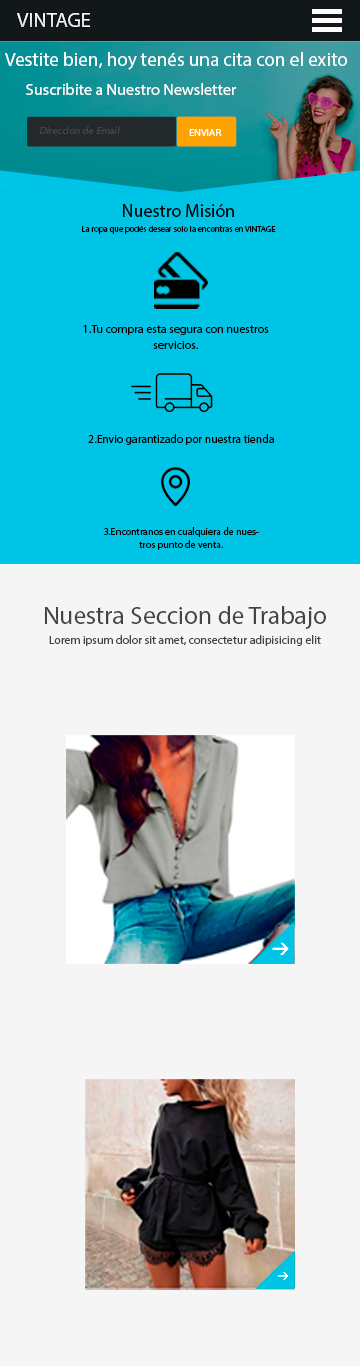 VINTAGE
Vestite bien, hoy tenés una cita con el exito
Suscribite a Nuestro Newsletter
Direccion de Email
ENVIAR
Nuestro Misión
La ropa que podés desear solo la encontras en VINTAGE
1.Tu compra esta segura con nuestros
servicios.
2.Envio garantizado por nuestra tienda
3.Encontranos en cualquiera de nues-
tros punto de venta.
Nuestra Seccion de Trabajo
Lorem ipsum dolor sit amet, consectetur adipisicing elit